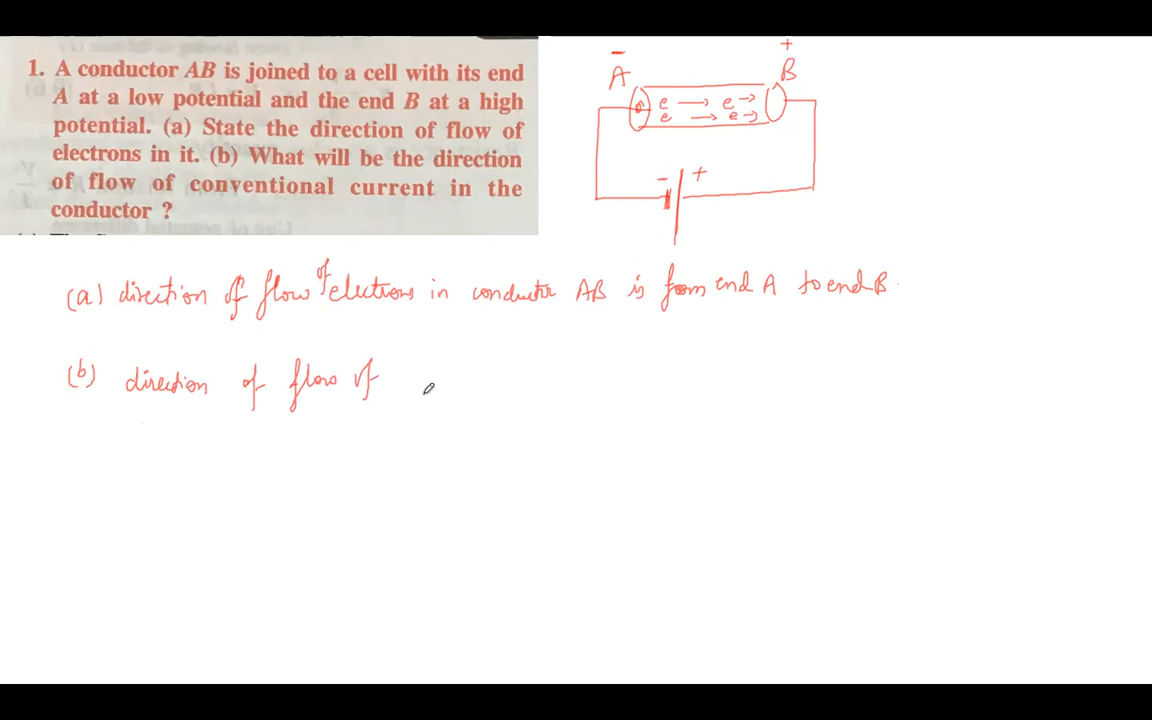 1. A conductor AB is joined to a cell with its end
A at a low potential and the end B at a high
potential. (a) State the direction of flow of
electrons in it. (b) What will be the direction
of flow of conventional current in the
conductor ?
-
A
+
B
e → e →
e → e →
- +
(a) direction of flow of electrons in conductor AB is from end A to end B.
(b) direction of flow of